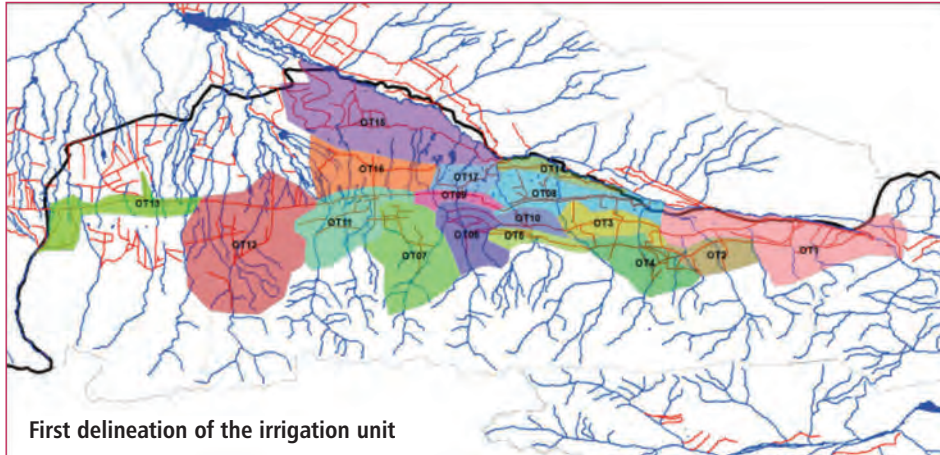 OT15
OT16
OT17
OT14
OT09
OT08
OT13
OT11
OT10
OT3
OT12
OT07
OT5
OT4
OT2
OT1
First delineation of the irrigation unit